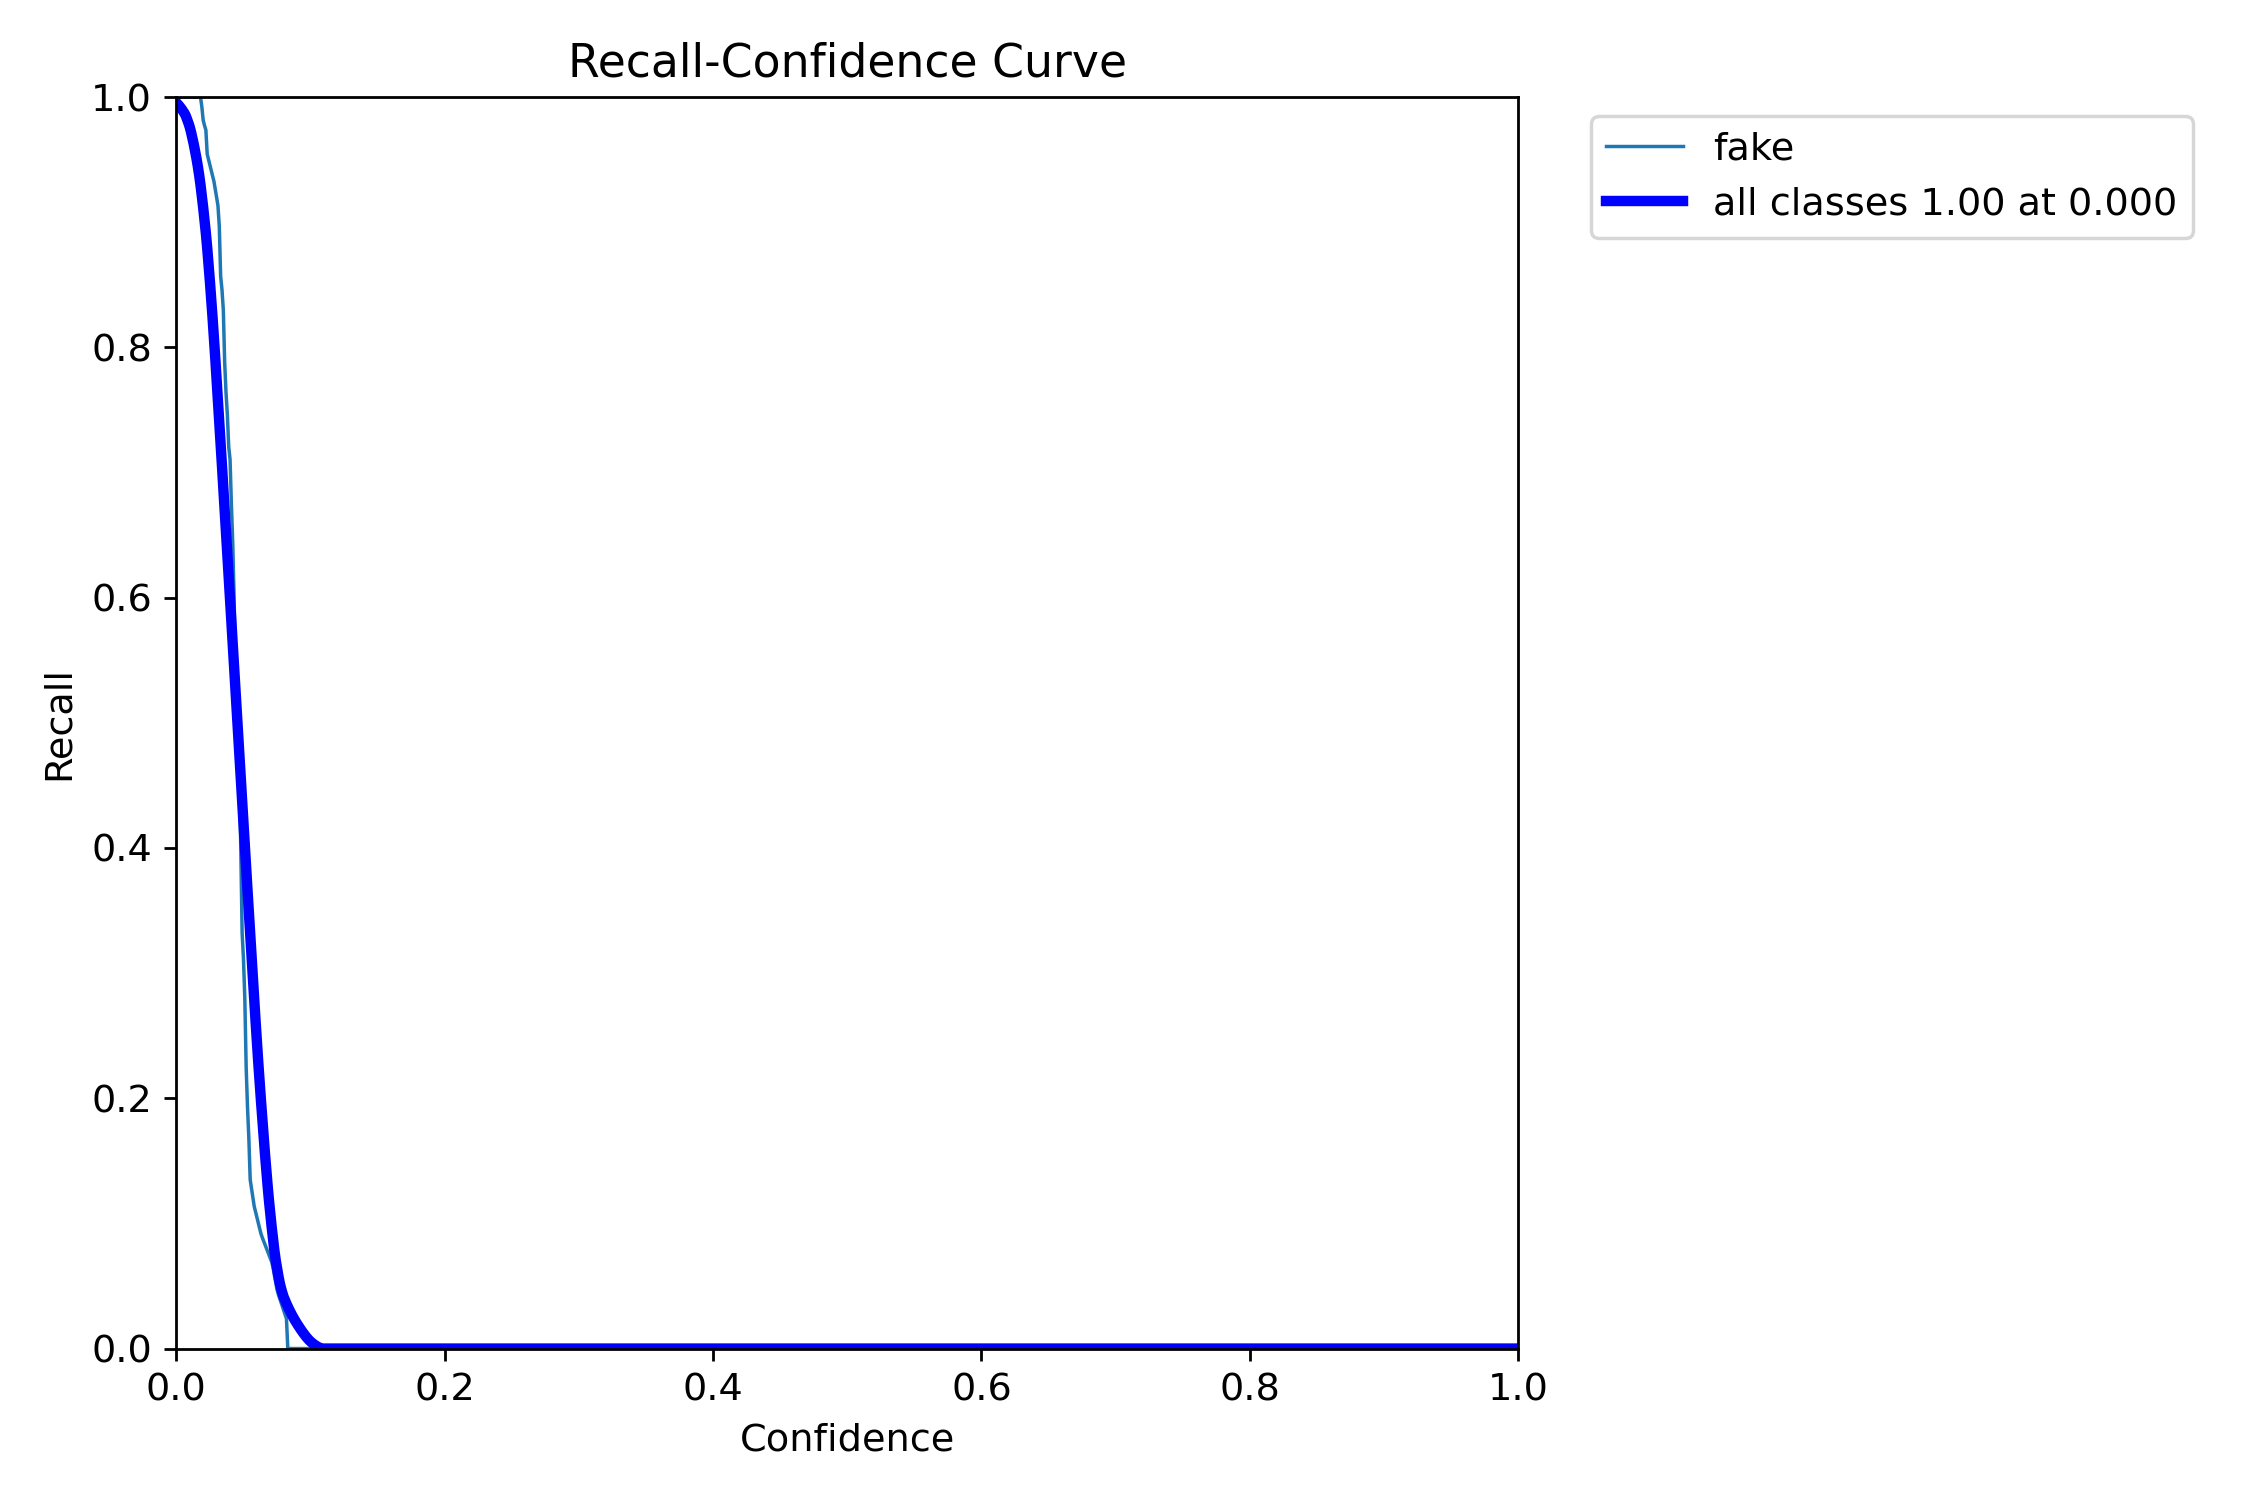 Recall-Confidence Curve
1.0
0.8
0.6
0.4
0.2
0.0
Recall
0.0 0.2 0.4 0.6 0.8 1.0
Confidence
fake
all classes 1.00 at 0.000